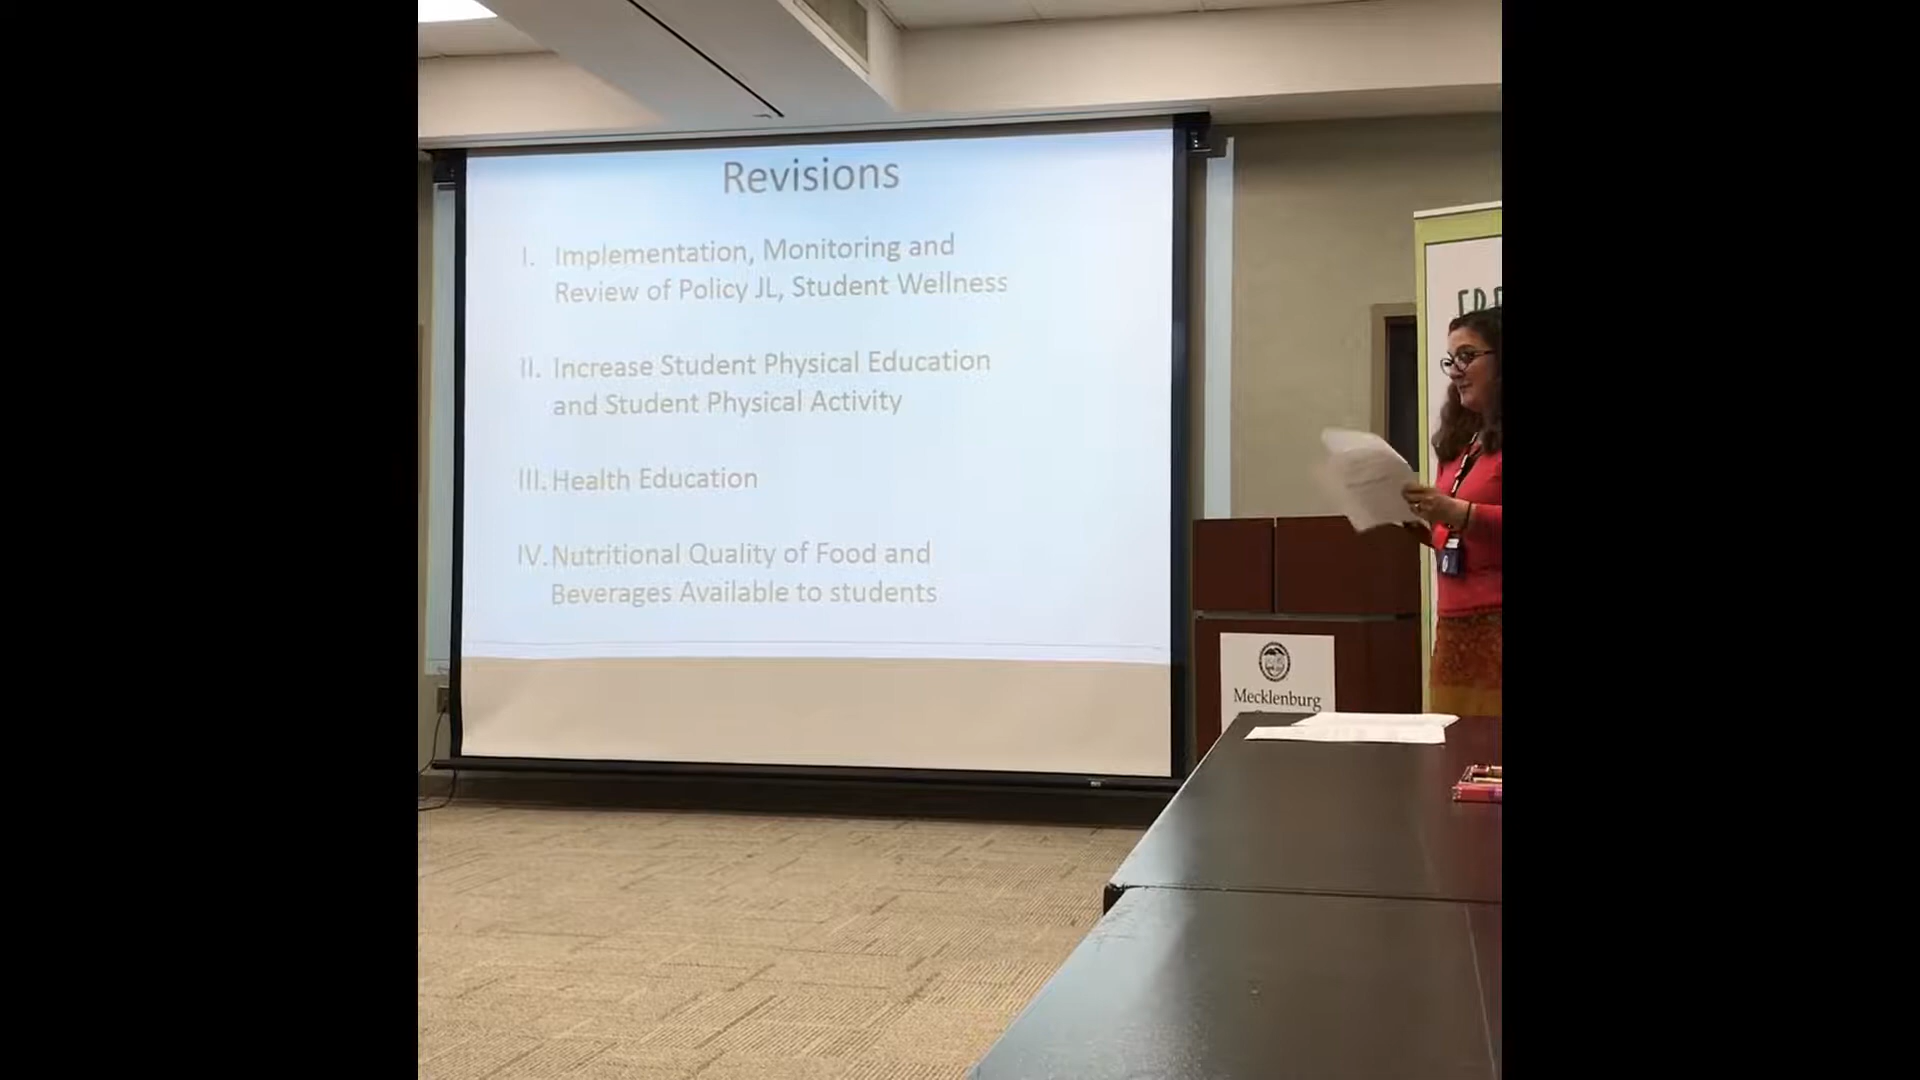 Revisions
I. Implementation, Monitoring and
Review of Policy JL, Student Wellness
II. Increase Student Physical Education
and Student Physical Activity
III. Health Education
IV. Nutritional Quality of Food and
Beverages Available to students
Mecklenburg